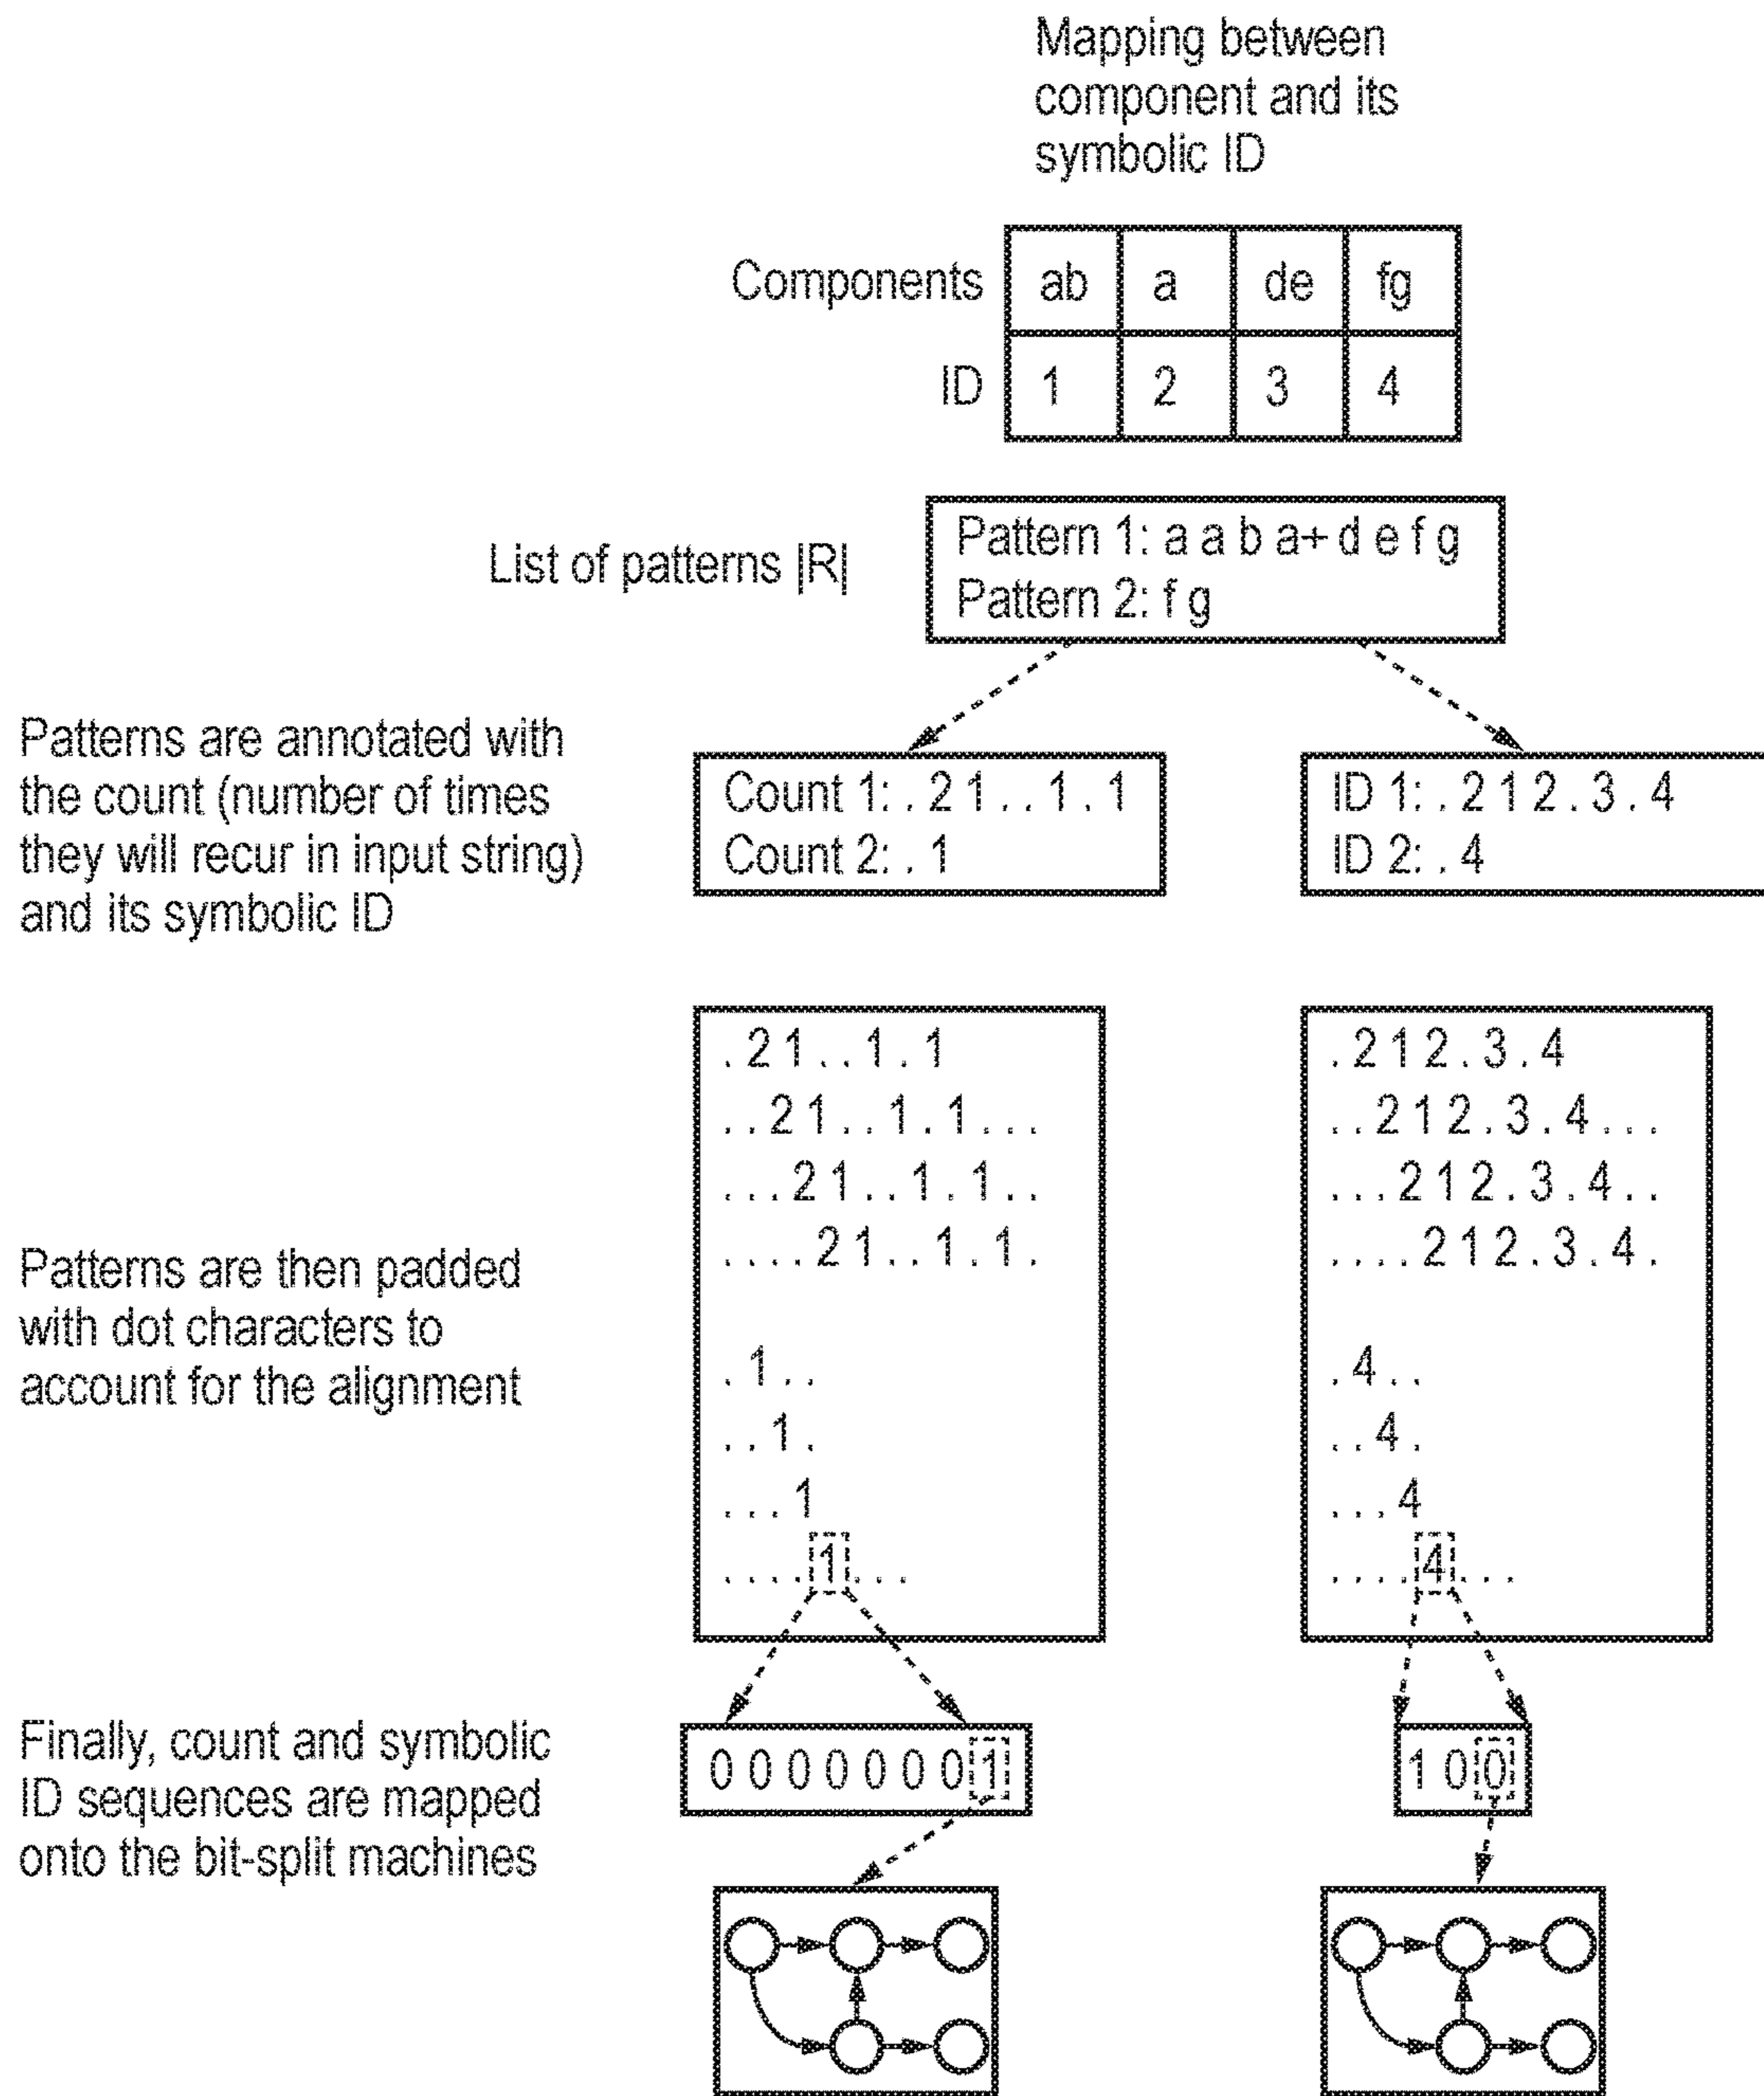 Mapping between
component and its
symbolic ID
Components ab a de fg
ID 1 2 3 4
List of patterns |R|
Pattern 1: a a b a+ d e f g
Pattern 2: f g
Patterns are annotated with
the count (number of times
they will recur in input string)
and its symbolic ID
Count 1: . 2 1 . . 1 . 1
Count 2: . 1
ID 1: . 2 1 2 . 3 . 4
ID 2: . 4
Patterns are then padded
with dot characters to
account for the alignment
. 2 1 . . 1 . 1
. . 2 1 . . 1 . 1 . . .
. . . 2 1 . . 1 . 1 . .
. . . . 2 1 . . 1 . 1 .
. 1 . .
. . 1 .
. . . 1
. . . . 1 . . .
. 2 1 2 . 3 . 4
. . 2 1 2 . 3 . 4 . . .
. . . 2 1 2 . 3 . 4 . .
. . . . 2 1 2 . 3 . 4 .
. 4 . .
. . 4 .
. . . 4
. . . . 4 . . .
Finally, count and symbolic
ID sequences are mapped
onto the bit-split machines
0 0 0 0 0 0 0 1
1 0 0